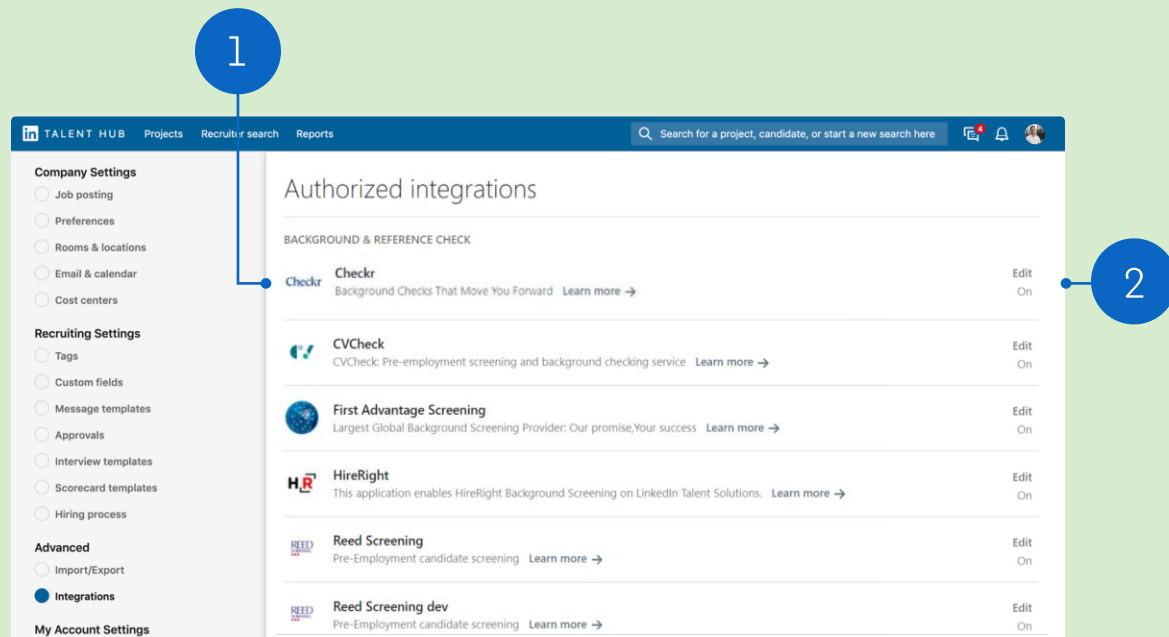 1
in TALENT HUB Projects Recruiter search Reports Search for a project, candidate, or start a new search here 4
Company Settings
Job posting
Preferences
Rooms & locations
Email & calendar
Cost centers
Recruiting Settings
Tags
Custom fields
Message templates
Approvals
Interview templates
Scorecard templates
Hiring process
Advanced
Import/Export
Integrations
My Account Settings
Authorized integrations
BACKGROUND & REFERENCE CHECK
Checkr
Checkr
Edit
Background Checks That Move You Forward Learn more →
On
2
CVCheck
Edit
CVCheck: Pre-employment screening and background checking service Learn more →
On
First Advantage Screening
Edit
Largest Global Background Screening Provider: Our promise,Your success Learn more →
On
HR
HireRight
Edit
This application enables HireRight Background Screening on LinkedIn Talent Solutions. Learn more →
On
REED
SCREENING
Reed Screening
Edit
Pre-Employment candidate screening Learn more →
On
REED
SCREENING
Reed Screening dev
Edit
Pre-Employment candidate screening Learn more →
On